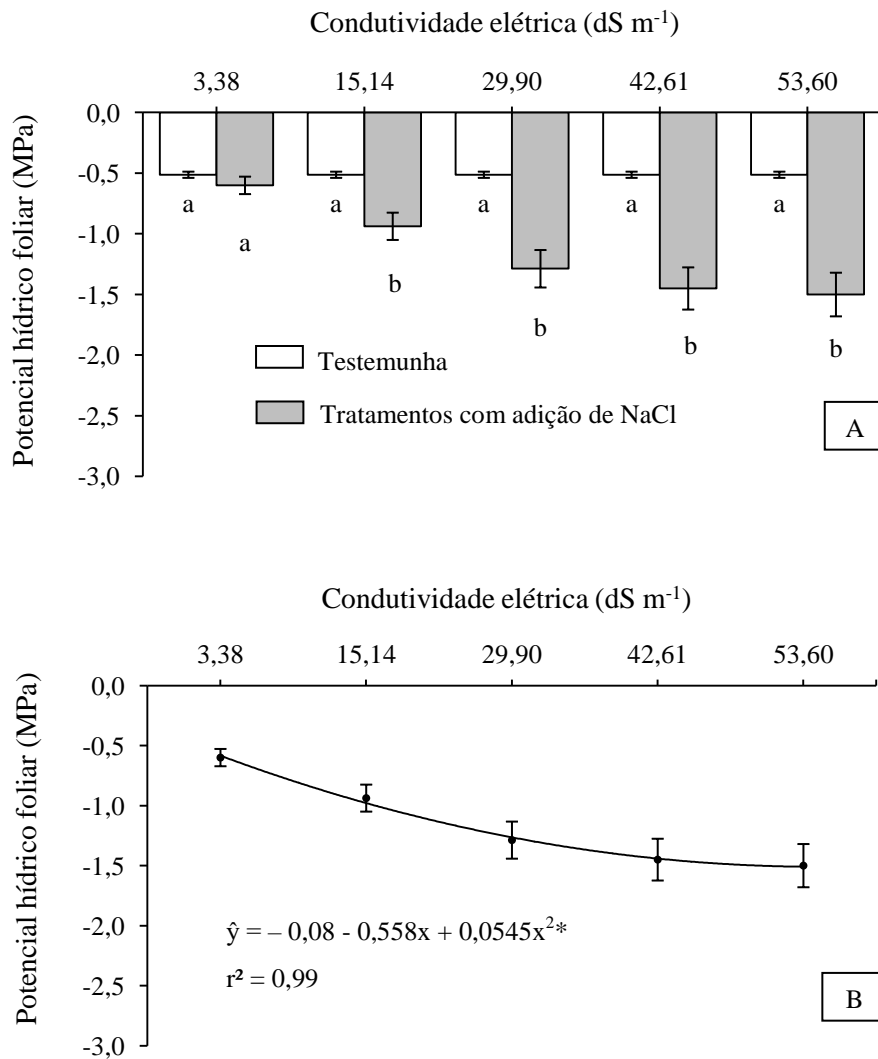 Condutividade elétrica (dS m⁻¹)
3,38 15,14 29,90 42,61 53,60
Potencial hídrico foliar (MPa)
0,0
-0,5
-1,0
-1,5
-2,0
-2,5
-3,0
a a a a a
a b b b b
Testemunha
Tratamentos com adição de NaCl
A
Condutividade elétrica (dS m⁻¹)
3,38 15,14 29,90 42,61 53,60
Potencial hídrico foliar (MPa)
0,0
-0,5
-1,0
-1,5
-2,0
-2,5
-3,0
ŷ = – 0,08 - 0,558x + 0,0545x²*
r² = 0,99
B